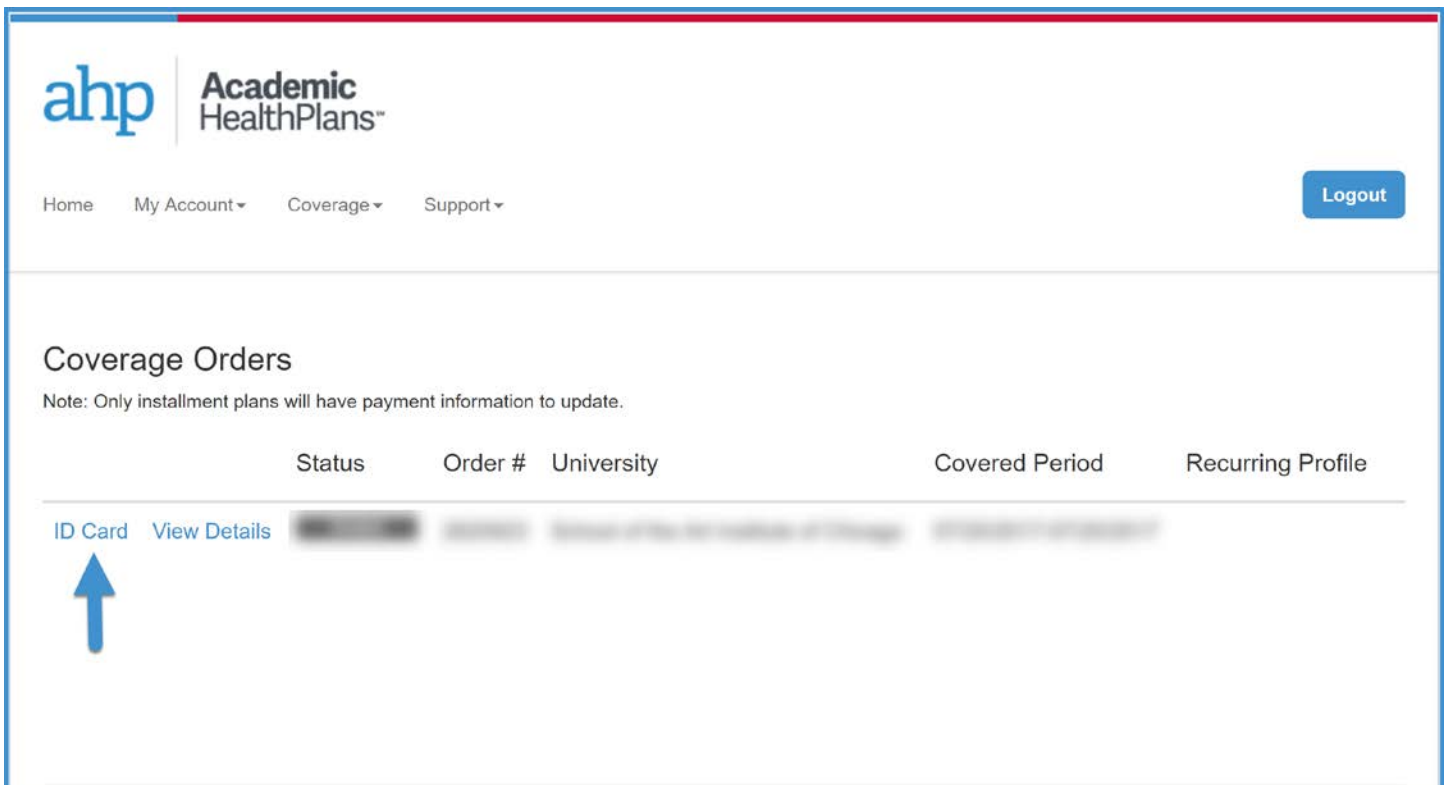 ahp
Academic
HealthPlans℠
Home My Account Coverage Support
Logout
Coverage Orders
Note: Only installment plans will have payment information to update.
Status Order # University Covered Period Recurring Profile
ID Card View Details